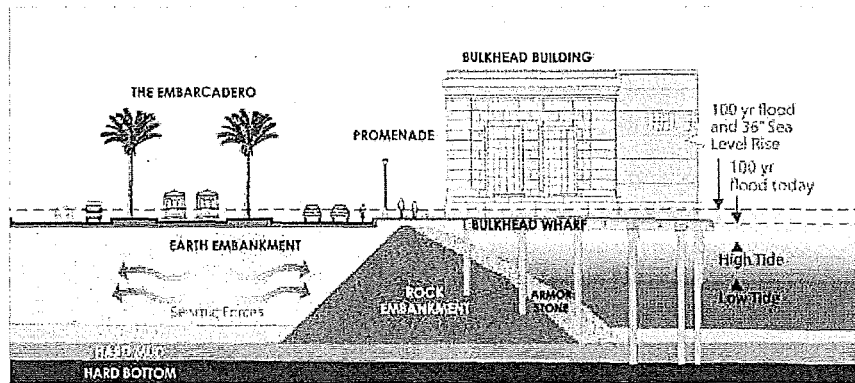 BULKHEAD BUILDING
THE EMBARCADERO
PROMENADE
100 yr flood
and 36" Sea
Level Rise
100 yr
flood today
BULKHEAD WHARF
EARTH EMBANKMENT
High Tide
Low Tide
ROCK
EMBANKMENT
ARMOR
STONE
Seismic Forces
MUD
HARD BOTTOM